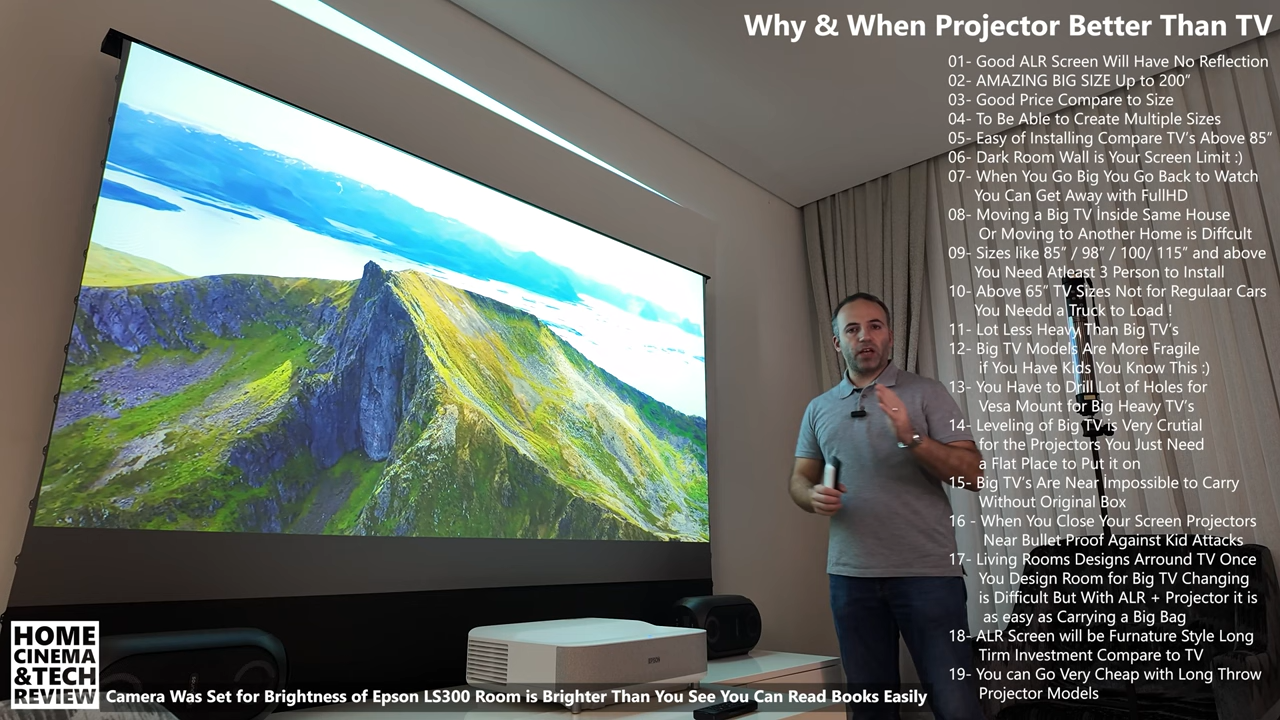 Why & When Projector Better Than TV
01- Good ALR Screen Will Have No Reflection
02- AMAZING BIG SIZE Up to 200”
03- Good Price Compare to Size
04- To Be Able to Create Multiple Sizes
05- Easy of Installing Compare TV’s Above 85”
06- Dark Room Wall is Your Screen Limit :)
07- When You Go Big You Go Back to Watch
You Can Get Away with FullHD
08- Moving a Big TV Inside Same House
Or Moving to Another Home is Diffcult
09- Sizes like 85” / 98” / 100/ 115” and above
You Need Atleast 3 Person to Install
10- Above 65” TV Sizes Not for Regulaar Cars
You Needd a Truck to Load !
11- Lot Less Heavy Than Big TV’s
12- Big TV Models Are More Fragile
if You Have Kids You Know This :)
13- You Have to Drill Lot of Holes for
Vesa Mount for Big Heavy TV’s
14- Leveling of Big TV is Very Crutial
for the Projectors You Just Need
a Flat Place to Put it on
15- Big TV’s Are Near Impossible to Carry
Without Original Box
16 - When You Close Your Screen Projectors
Near Bullet Proof Against Kid Attacks
17- Living Rooms Designs Arround TV Once
You Design Room for Big TV Changing
is Difficult But With ALR + Projector it is
as easy as Carrying a Big Bag
18- ALR Screen will be Furnature Style Long
Tirm Investment Compare to TV
19- You can Go Very Cheap with Long Throw
Projector Models
EPSON
HOME
CINEMA
&TECH
REVIEW
Camera Was Set for Brightness of Epson LS300 Room is Brighter Than You See You Can Read Books Easily